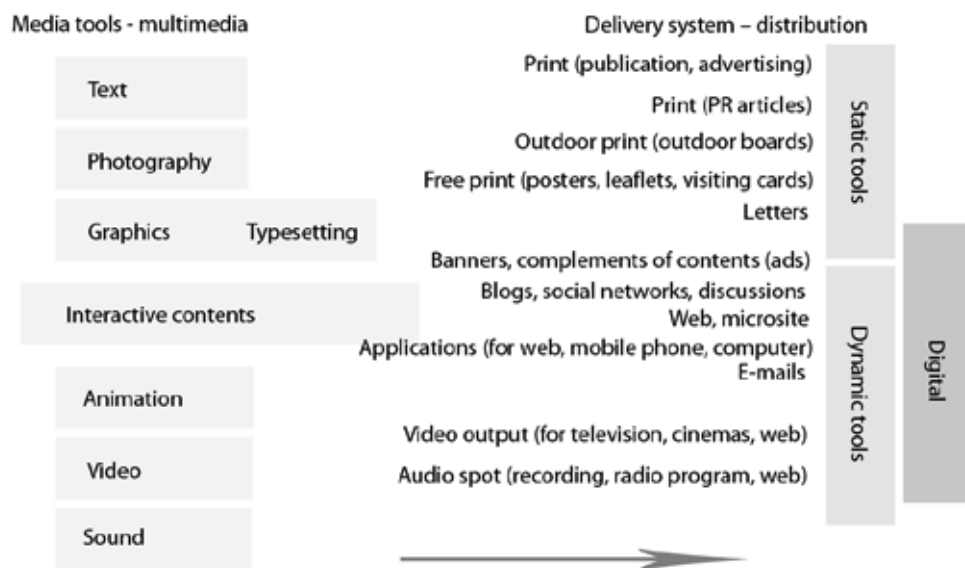 Media tools - multimedia
Text
Photography
Graphics Typesetting
Interactive contents
Animation
Video
Sound
Delivery system – distribution
Print (publication, advertising)
Print (PR articles)
Outdoor print (outdoor boards)
Free print (posters, leaflets, visiting cards)
Letters
Banners, complements of contents (ads)
Blogs, social networks, discussions
Web, microsite
Applications (for web, mobile phone, computer)
E-mails
Video output (for television, cinemas, web)
Audio spot (recording, radio program, web)
Static tools
Dynamic tools
Digital